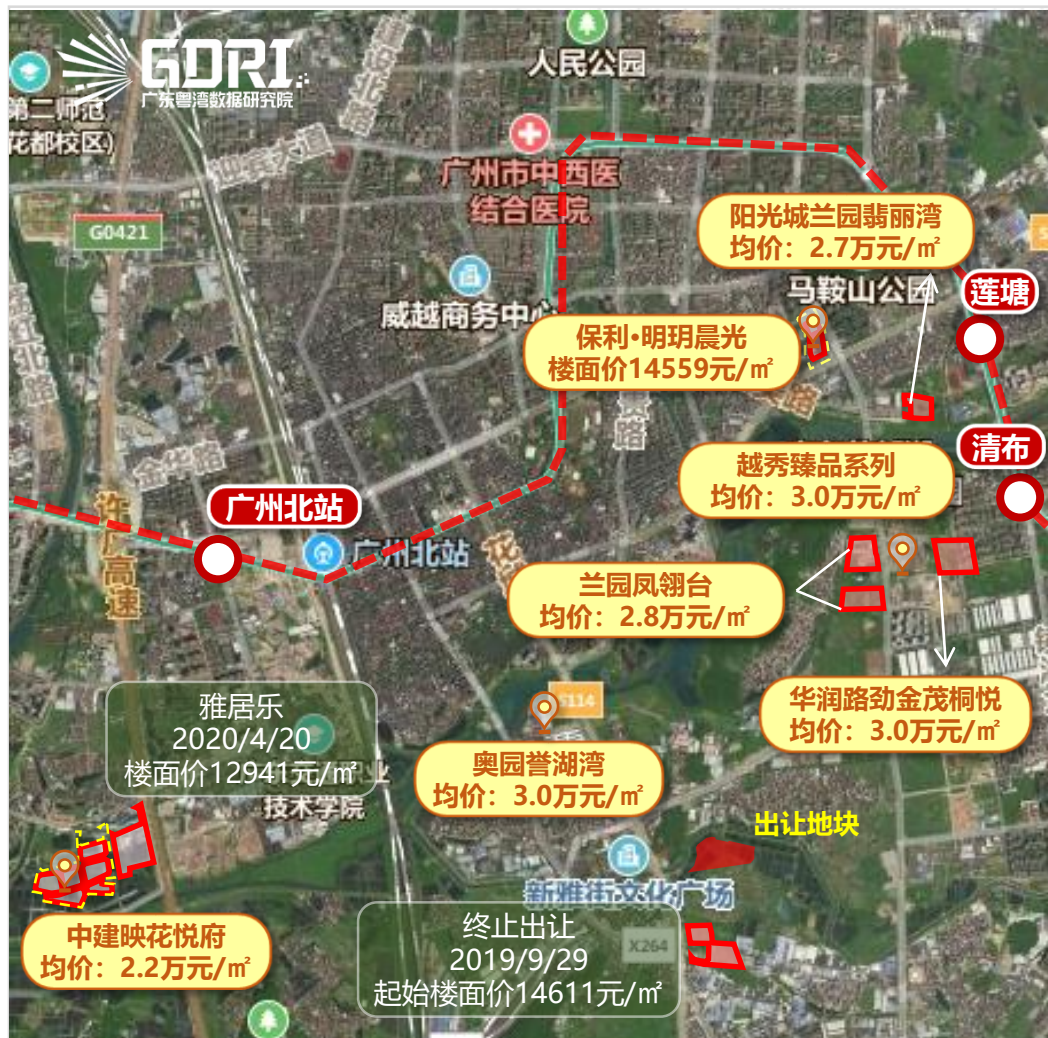 GDRI
广东粤湾数据研究院
人民公园
第二师范
花都校区)
广州市中西医
结合医院
G0421
阳光城兰园翡丽湾
均价：2.7万元/㎡
威越商务中心
马鞍山公园
莲塘
保利•明玥晨光
楼面价14559元/㎡
清布
越秀臻品系列
均价：3.0万元/㎡
金华路
广州北站
广州北站
许广高速
兰园凤翎台
均价：2.8万元/㎡
雅居乐
2020/4/20
楼面价12941元/㎡
技术学院
S114
华润路劲金茂桐悦
均价：3.0万元/㎡
奥园誉湖湾
均价：3.0万元/㎡
出让地块
新雅街文化广场
终止出让
2019/9/29
起始楼面价14611元/㎡
X264
中建映花悦府
均价：2.2万元/㎡